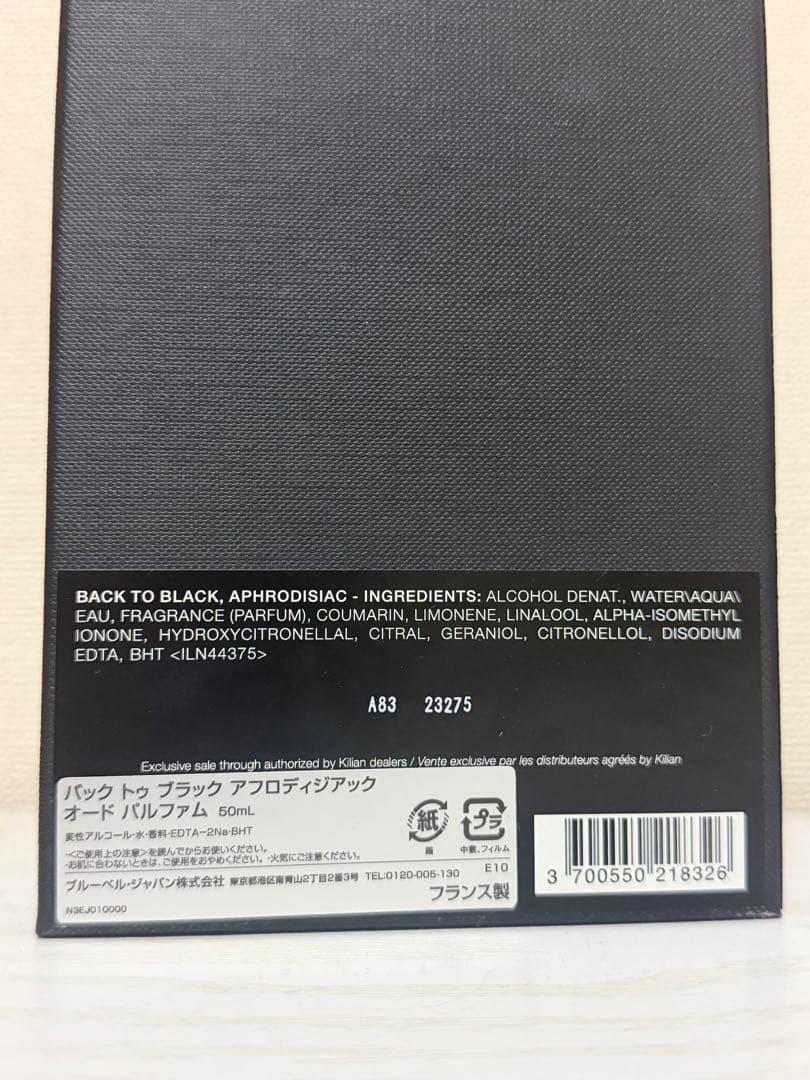 BACK TO BLACK, APHRODISIAC - INGREDIENTS: ALCOHOL DENAT., WATER\AQUA\
EAU, FRAGRANCE (PARFUM), COUMARIN, LIMONENE, LINALOOL, ALPHA-ISOMETHYL
IONONE, HYDROXYCITRONELLAL, CITRAL, GERANIOL, CITRONELLOL, DISODIUM
EDTA, BHT <ILN44375>
A83 23275
Exclusive sale through authorized by Kilian dealers / Vente exclusive par les distributeurs agréés by Kilian
バック トゥ ブラック アフロディジアック
オード パルファム 50mL
変性アルコール・水・香料・EDTA-2Na・BHT
・<ご使用上の注意>を読んでからお使いください。
・お肌に合わないときは、ご使用をおやめください。・火気にご注意ください。
ブルーベル・ジャパン株式会社 東京都港区南青山2丁目2番3号 TEL:0120-005-130
N3EJ010000
紙
箱
プラ
中敷、フィルム
E10
フランス製
3 700550 218326